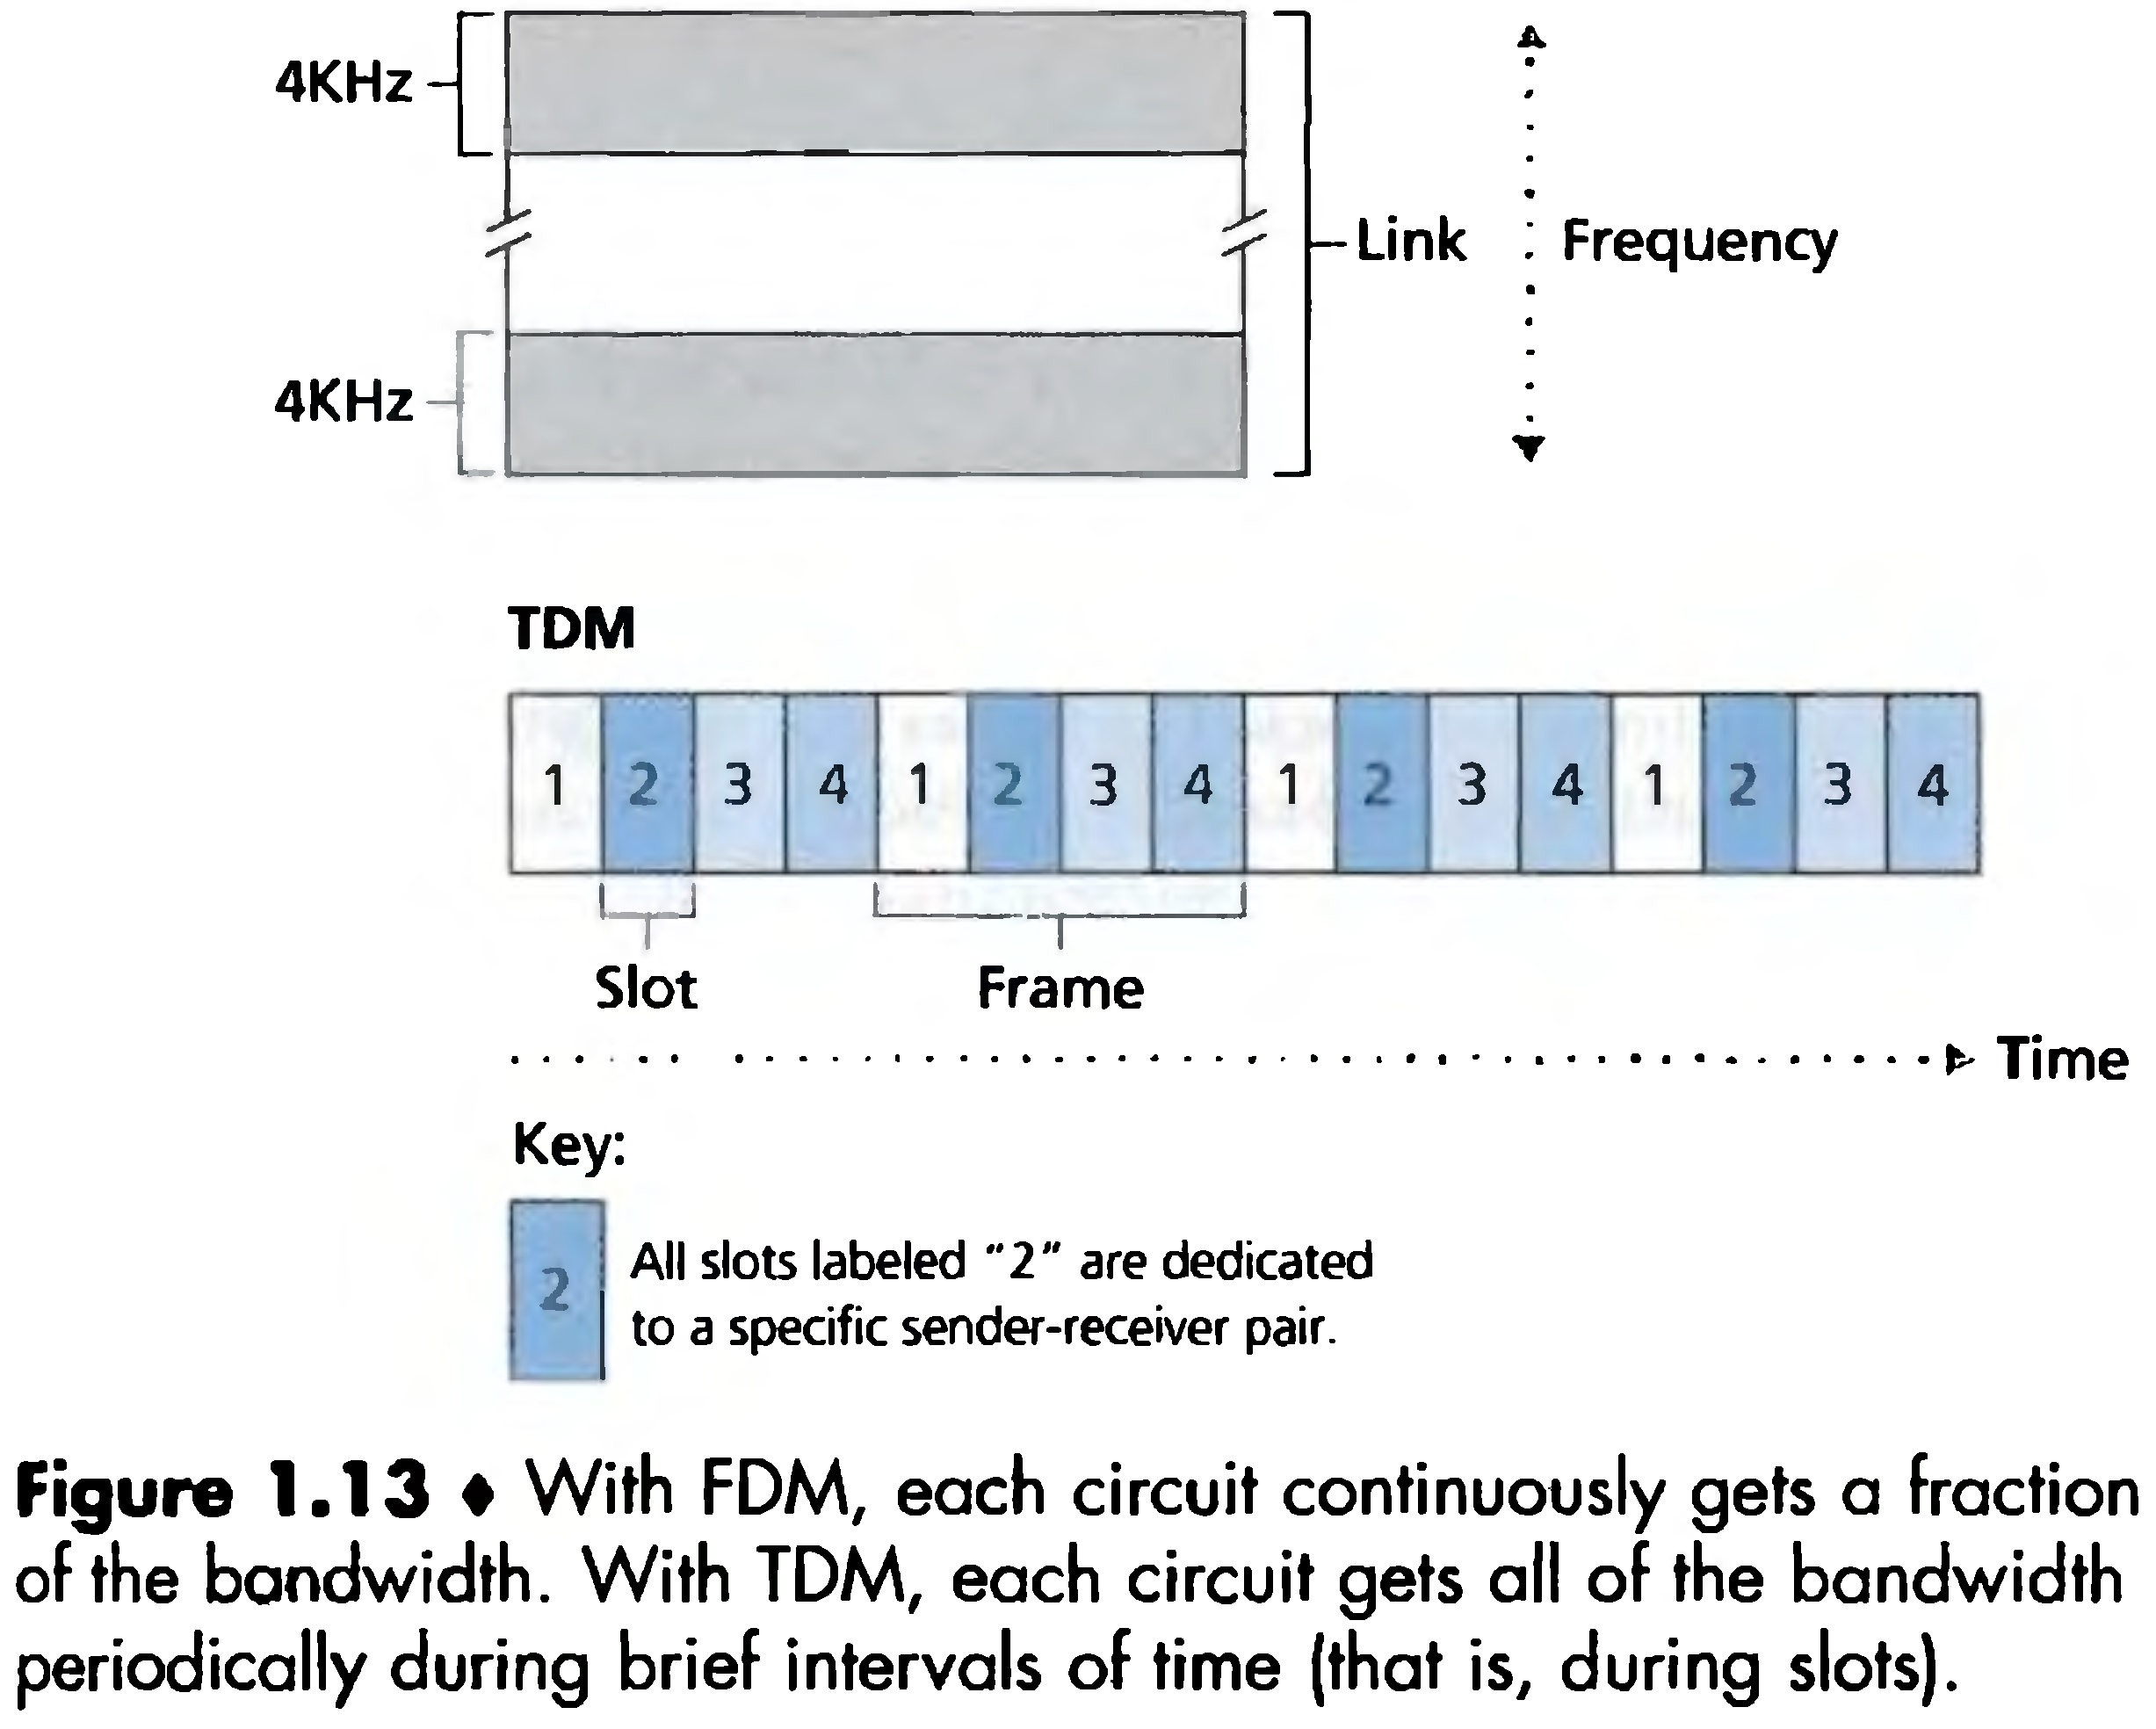 4KHz
Link
Frequency
4KHz
TDM
1 2 3 4 1 2 3 4 1 2 3 4 1 2 3 4
Slot
Frame
Time
Key:
2
All slots labeled "2" are dedicated
to a specific sender-receiver pair.
Figure 1.13 ♦ With FDM, each circuit continuously gets a fraction
of the bandwidth. With TDM, each circuit gets all of the bandwidth
periodically during brief intervals of time (that is, during slots).